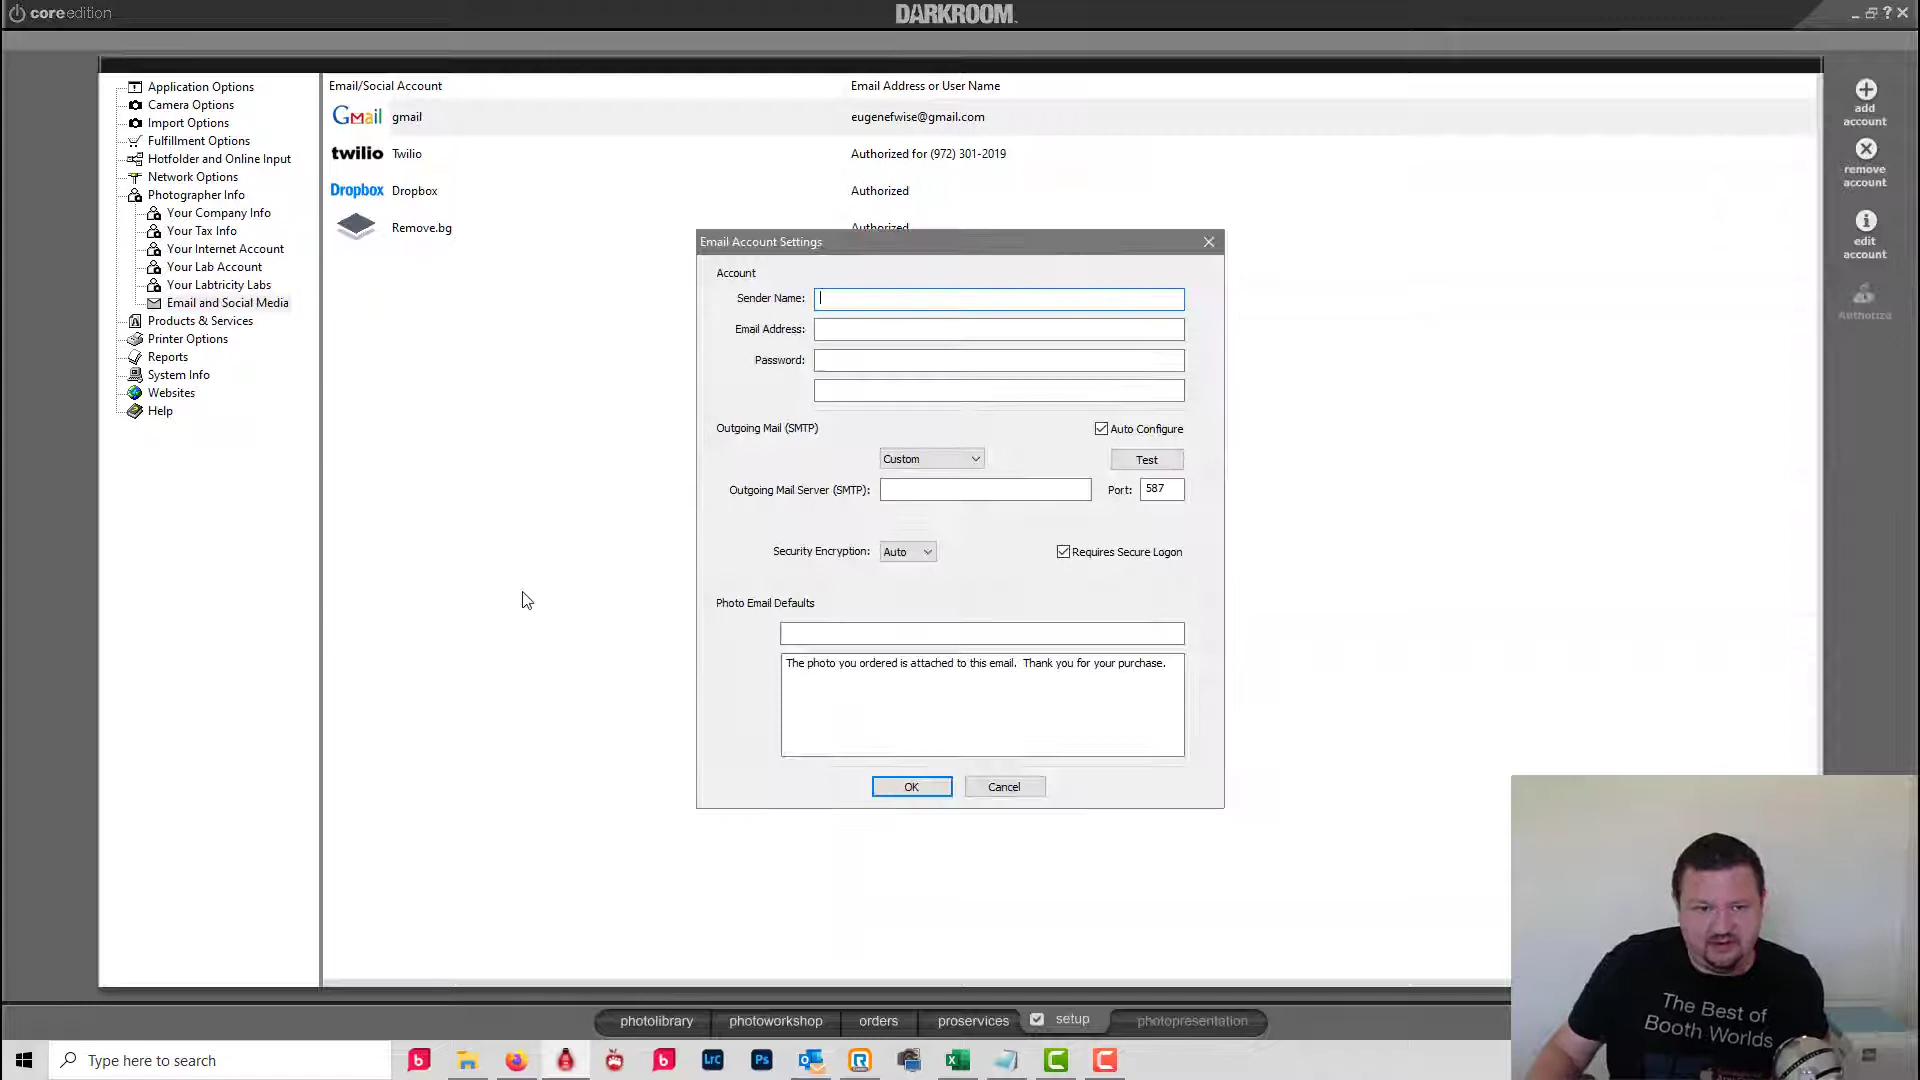 coreedition
DARKROOM
Application Options
Camera Options
Import Options
Fulfillment Options
Hotfolder and Online Input
Network Options
Photographer Info
Your Company Info
Your Tax Info
Your Internet Account
Your Lab Account
Your Labtricity Labs
Email and Social Media
Products & Services
Printer Options
Reports
System Info
Websites
Help
Email/Social Account Email Address or User Name
Gmail gmail eugenefwise@gmail.com
twilio Twilio Authorized for (972) 301-2019
Dropbox Dropbox Authorized
Remove.bg Authorized
add account
remove account
edit account
Authorize
Email Account Settings
Account
Sender Name:
Email Address:
Password:
Outgoing Mail (SMTP) Auto Configure
Custom Test
Outgoing Mail Server (SMTP): Port: 587
Security Encryption: Auto Requires Secure Logon
Photo Email Defaults
The photo you ordered is attached to this email. Thank you for your purchase.
OK Cancel
The Best of
Booth Worlds
photolibrary photoworkshop orders proservices setup photopresentation
Type here to search
LrC
Ps